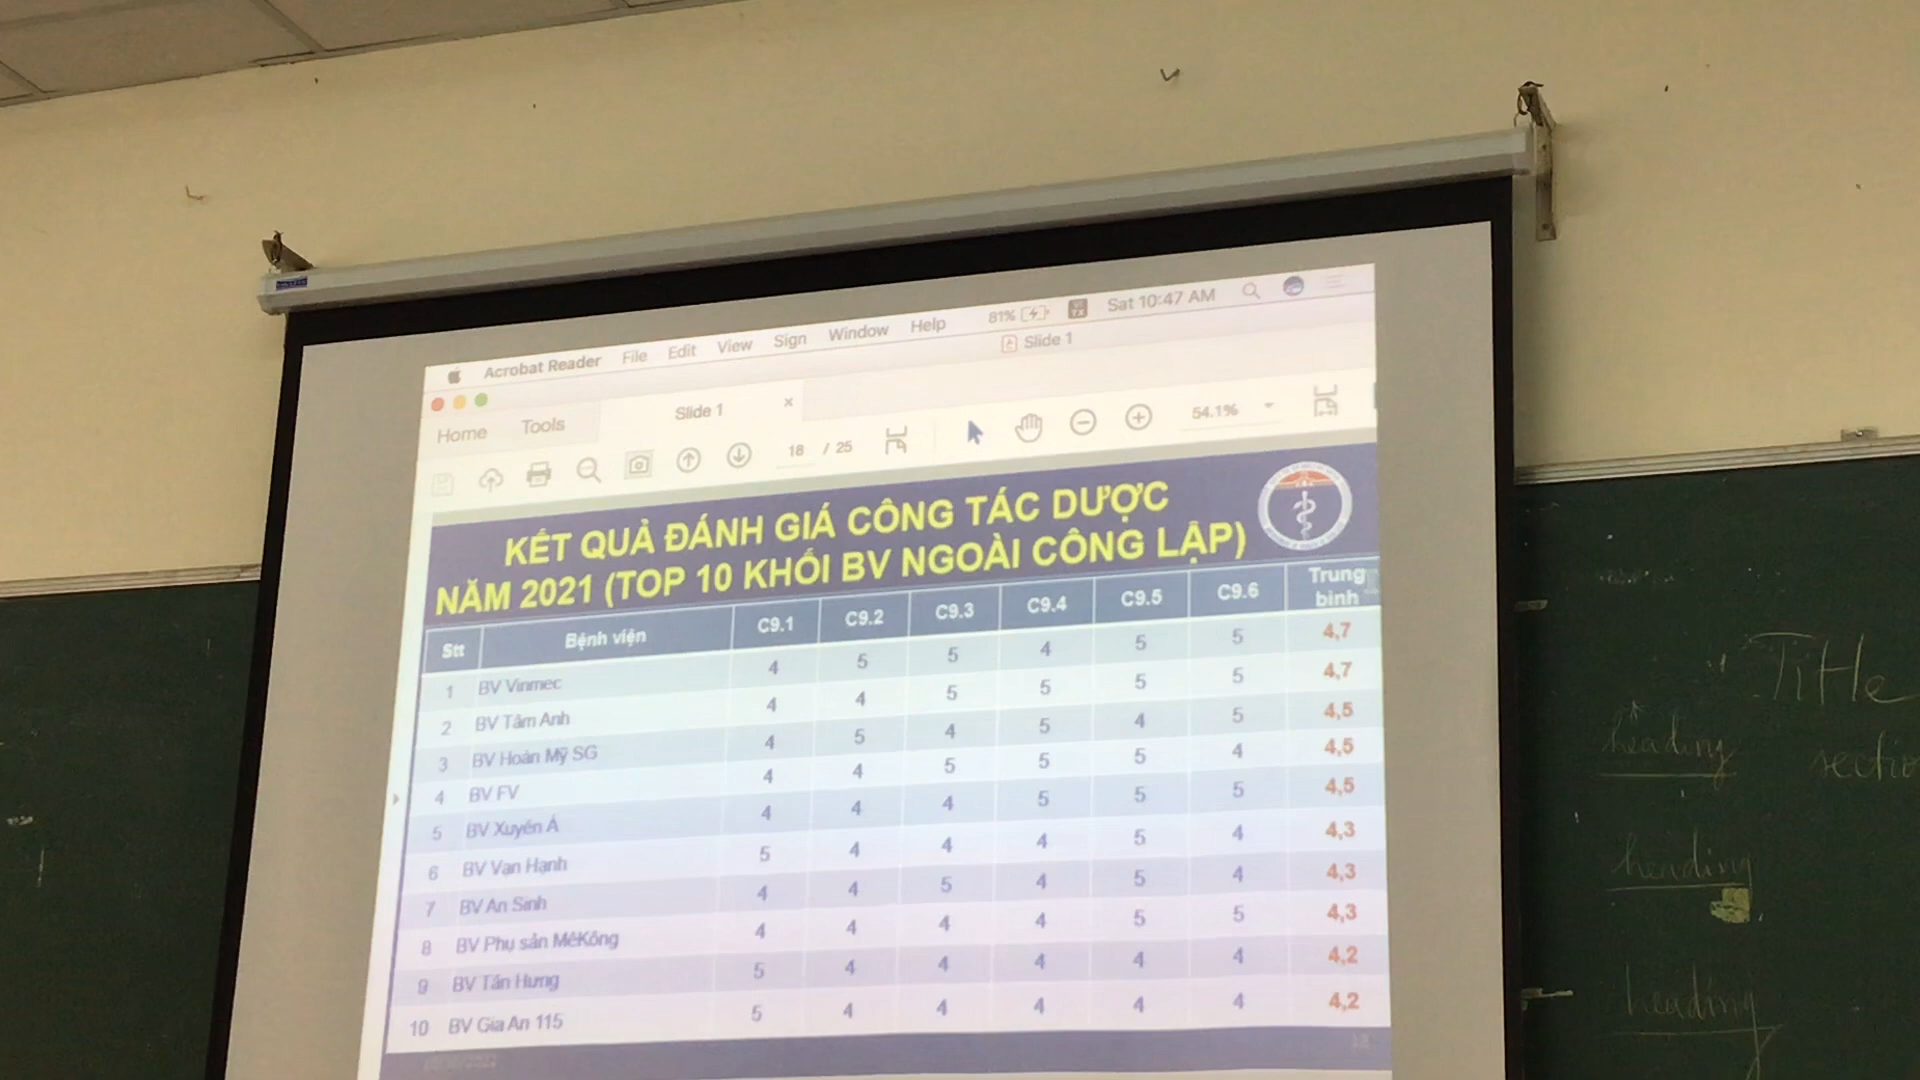 Acrobat Reader File Edit View Sign Window Help 81% Sat 10:47 AM
Slide 1
Home Tools Slide 1 ×
18 / 25 54.1%
KẾT QUẢ ĐÁNH GIÁ CÔNG TÁC DƯỢC
NĂM 2021 (TOP 10 KHỐI BV NGOÀI CÔNG LẬP)
Stt Bệnh viện C9.1 C9.2 C9.3 C9.4 C9.5 C9.6 Trung bình
1 BV Vinmec 4 5 5 4 5 5 4,7
2 BV Tâm Anh 4 4 5 5 5 5 4,7
3 BV Hoàn Mỹ SG 4 5 4 5 4 5 4,5
4 BV FV 4 4 5 5 5 4 4,5
5 BV Xuyên Á 4 4 4 5 5 5 4,5
6 BV Vạn Hạnh 5 4 4 4 5 4 4,3
7 BV An Sinh 4 4 5 4 5 4 4,3
8 BV Phụ sản MêKông 4 4 4 4 5 5 4,3
9 BV Tân Hưng 5 4 4 4 4 4 4,2
10 BV Gia An 115 5 4 4 4 4 4 4,2
18
Title
heading sectio
heading
heading